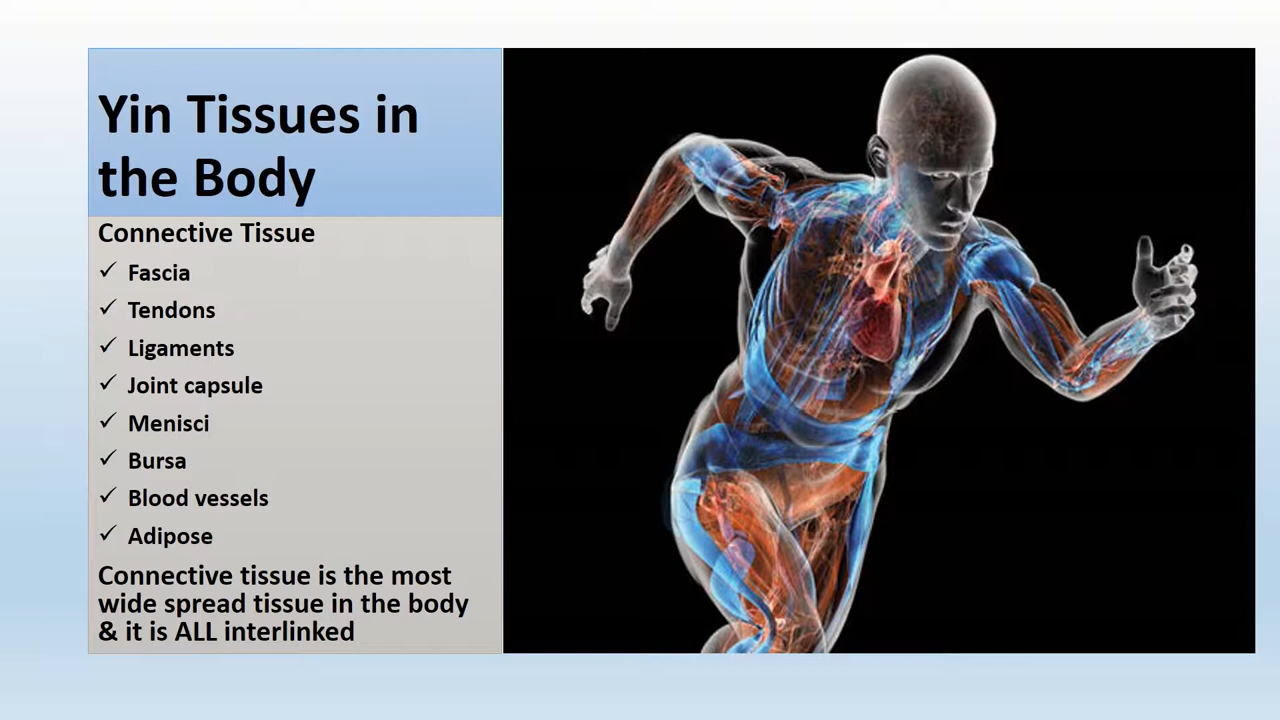 Yin Tissues in
the Body
Connective Tissue
✓ Fascia
✓ Tendons
✓ Ligaments
✓ Joint capsule
✓ Menisci
✓ Bursa
✓ Blood vessels
✓ Adipose
Connective tissue is the most
wide spread tissue in the body
& it is ALL interlinked